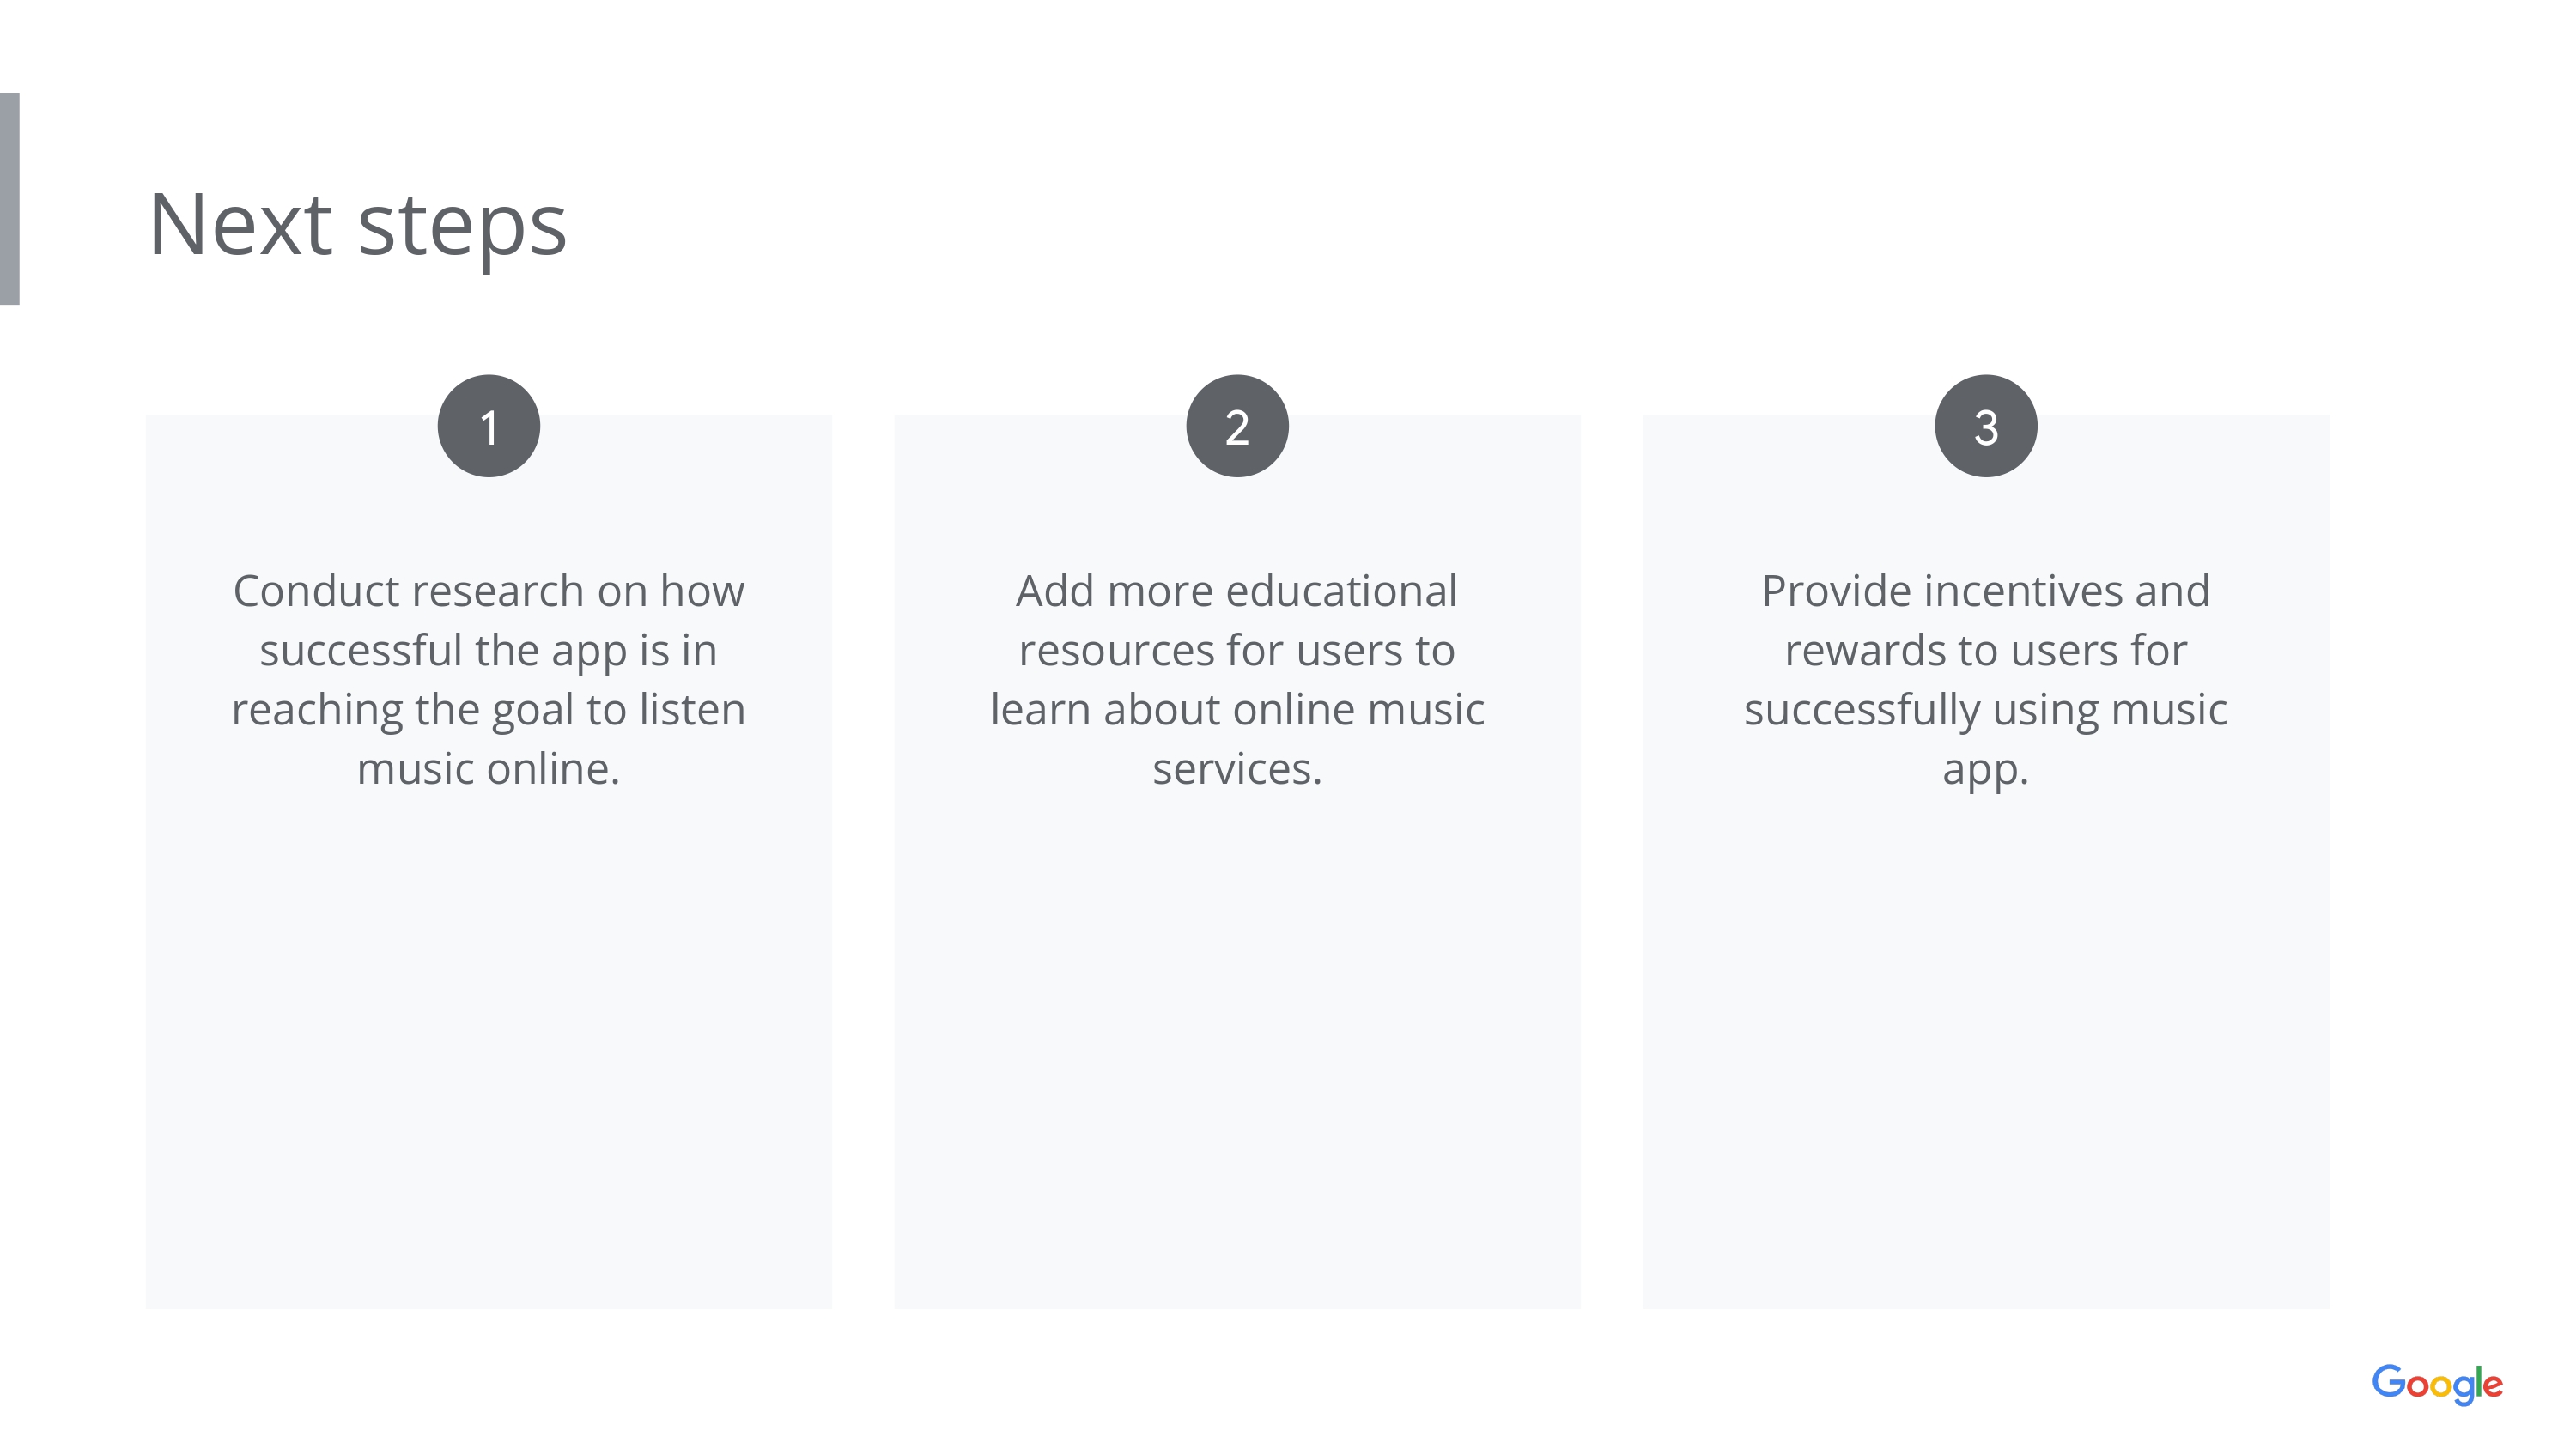 Next steps
1
Conduct research on how
successful the app is in
reaching the goal to listen
music online.
2
Add more educational
resources for users to
learn about online music
services.
3
Provide incentives and
rewards to users for
successfully using music
app.
Google